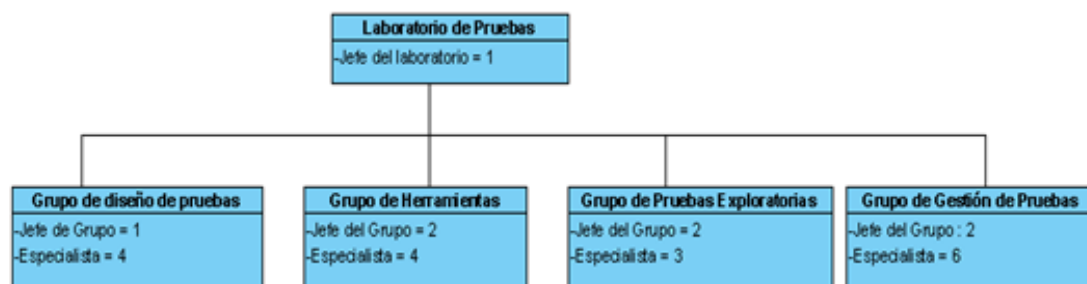 Laboratorio de Pruebas
-Jefe del laboratorio = 1
Grupo de diseño de pruebas
-Jefe de Grupo = 1
-Especialista = 4
Grupo de Herramientas
-Jefe del Grupo = 2
-Especialista = 4
Grupo de Pruebas Exploratorias
-Jefe del Grupo = 2
-Especialista = 3
Grupo de Gestión de Pruebas
-Jefe del Grupo : 2
-Especialista = 6